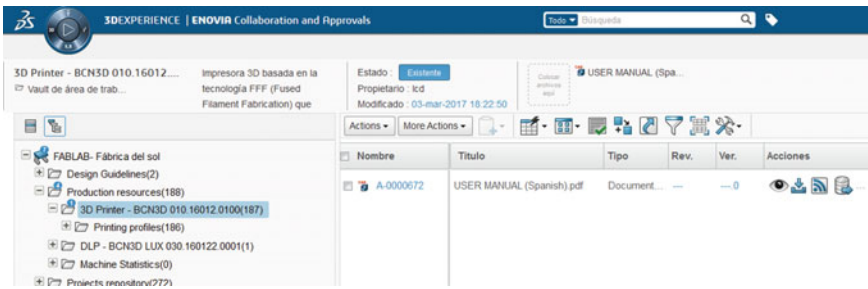 3DEXPERIENCE | ENOVIA Collaboration and Approvals
Todo
Búsqueda
3D Printer - BCN3D 010.16012....
Vault de área de trab...
Impresora 3D basada en la
tecnología FFF (Fused
Filament Fabrication) que
Estado : Existente
Propietario : lcd
Modificado : 03-mar-2017 18:22:50
Colocar
archivos
aquí
USER MANUAL (Spa...
Actions
More Actions
FABLAB- Fábrica del sol
Design Guidelines(2)
Production resources(188)
3D Printer - BCN3D 010.16012.0100(187)
Printing profiles(186)
DLP - BCN3D LUX 030.160122.0001(1)
Machine Statistics(0)
Projects repository(272)
Nombre Título Tipo Rev. Ver. Acciones
A-0000672 USER MANUAL (Spanish).pdf Document... --- ---.0 ...